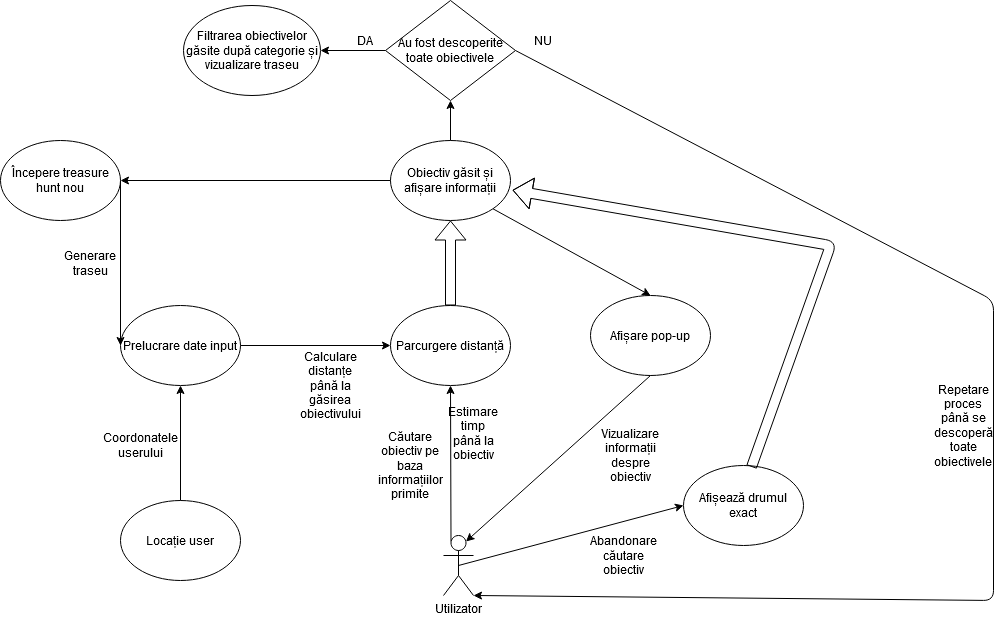 Filtrarea obiectivelor
găsite după categorie și
vizualizare traseu
DA
Au fost descoperite
toate obiectivele
NU
Începere treasure
hunt nou
Obiectiv găsit și
afișare informații
Generare
traseu
Prelucrare date input
Calculare
distanțe
până la
găsirea
obiectivului
Parcurgere distanță
Afișare pop-up
Coordonatele
userului
Căutare
obiectiv pe
baza
informațiilor
primite
Estimare
timp
până la
obiectiv
Vizualizare
informații
despre
obiectiv
Repetare
proces
până se
descoperă
toate
obiectivele
Locație user
Afișează drumul
exact
Abandonare
căutare
obiectiv
Utilizator